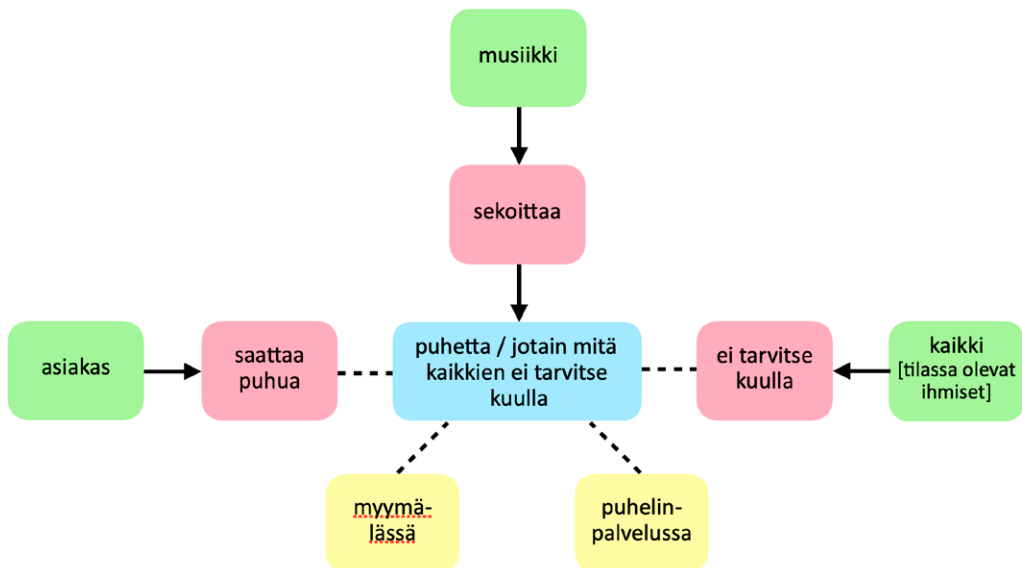 musiikki
sekoittaa
asiakas
saattaa
puhua
puhetta / jotain mitä
kaikkien ei tarvitse
kuulla
ei tarvitse
kuulla
kaikki
[tilassa olevat
ihmiset]
myymä-
lässä
puhelin-
palvelussa